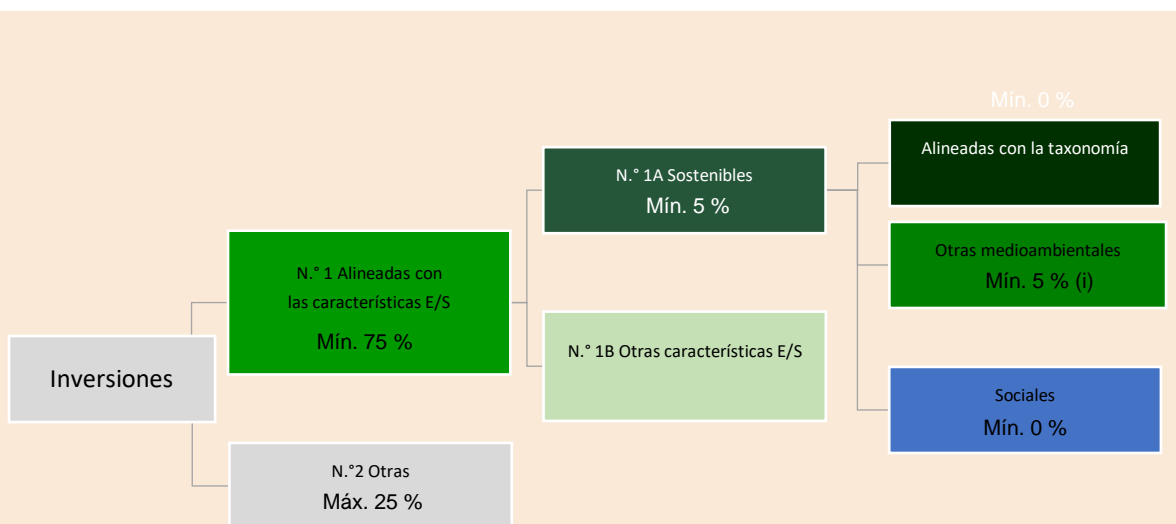 Inversiones
N.° 1 Alineadas con
las características E/S
Mín. 75 %
N.°2 Otras
Máx. 25 %
N.° 1A Sostenibles
Mín. 5 %
N.° 1B Otras características E/S
Mín. 0 %
Alineadas con la taxonomía
Otras medioambientales
Mín. 5 % (i)
Sociales
Mín. 0 %